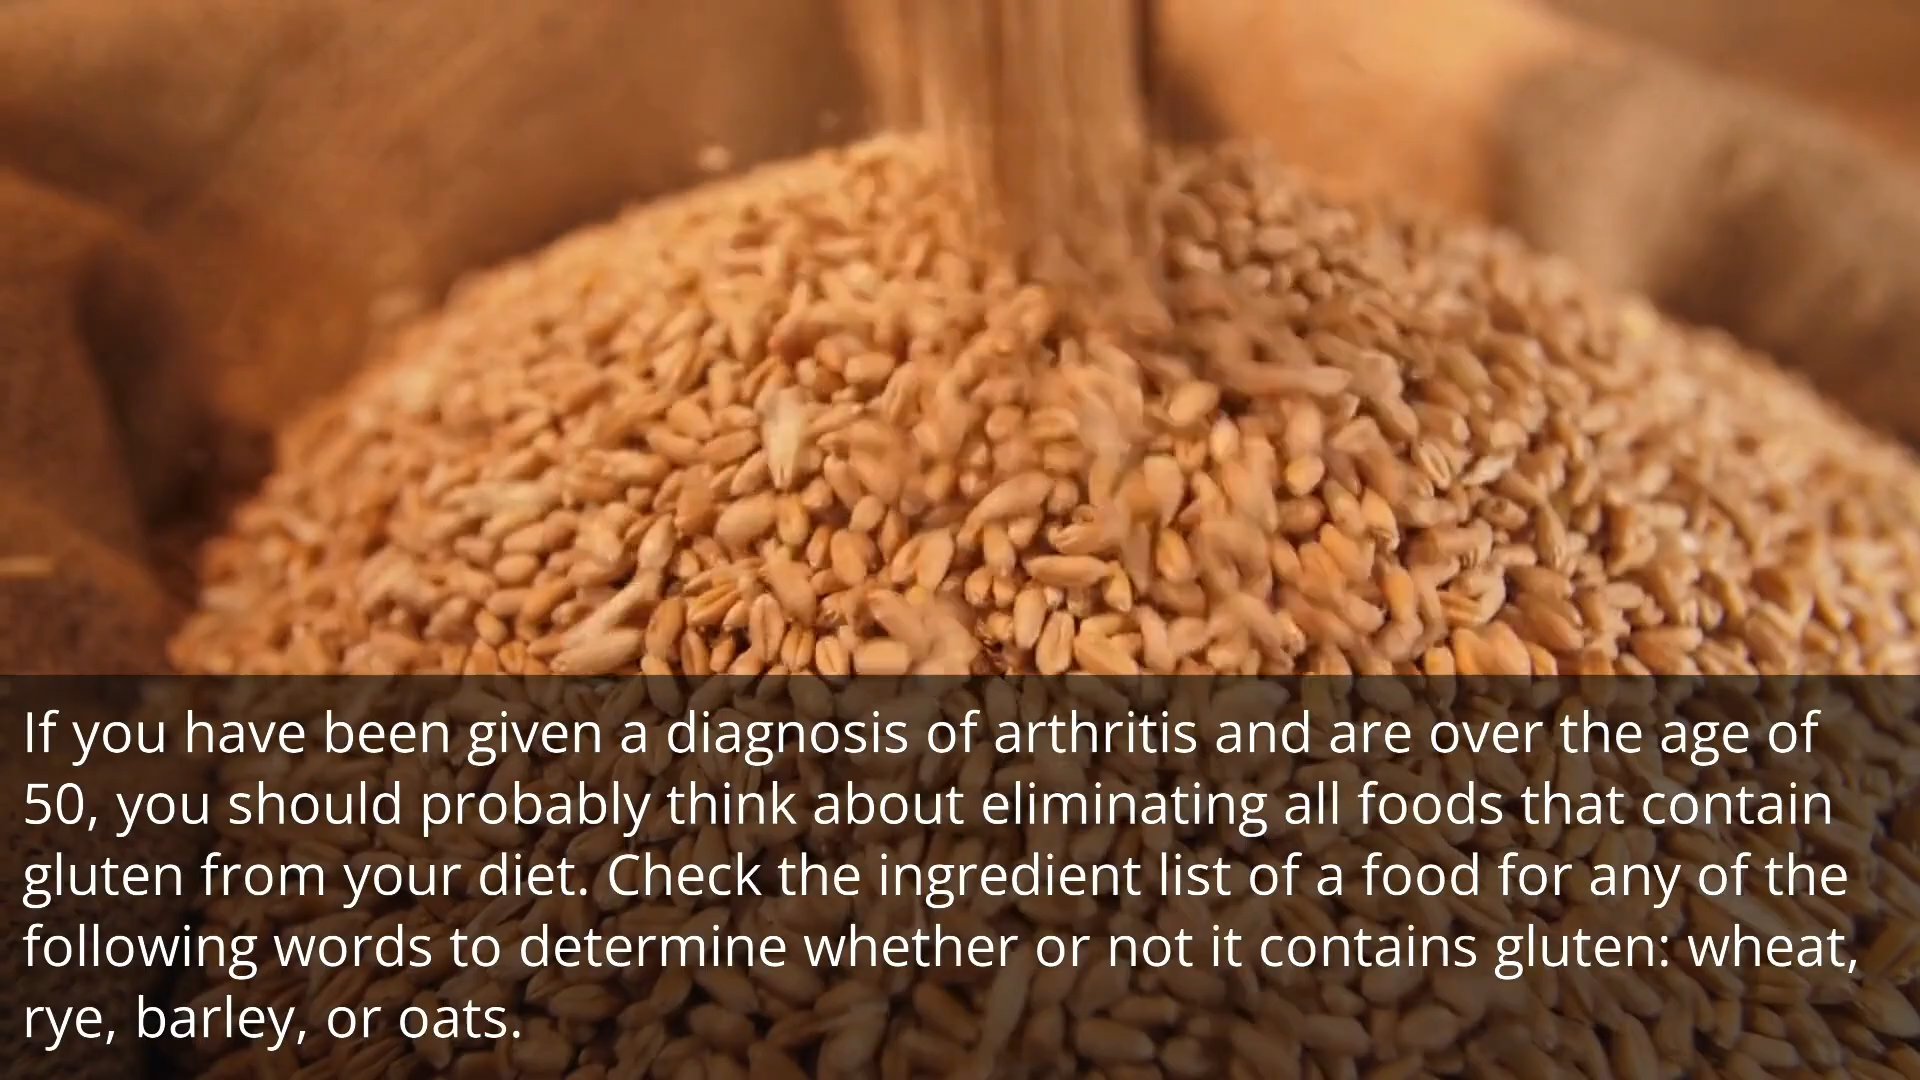 If you have been given a diagnosis of arthritis and are over the age of
50, you should probably think about eliminating all foods that contain
gluten from your diet. Check the ingredient list of a food for any of the
following words to determine whether or not it contains gluten: wheat,
rye, barley, or oats.